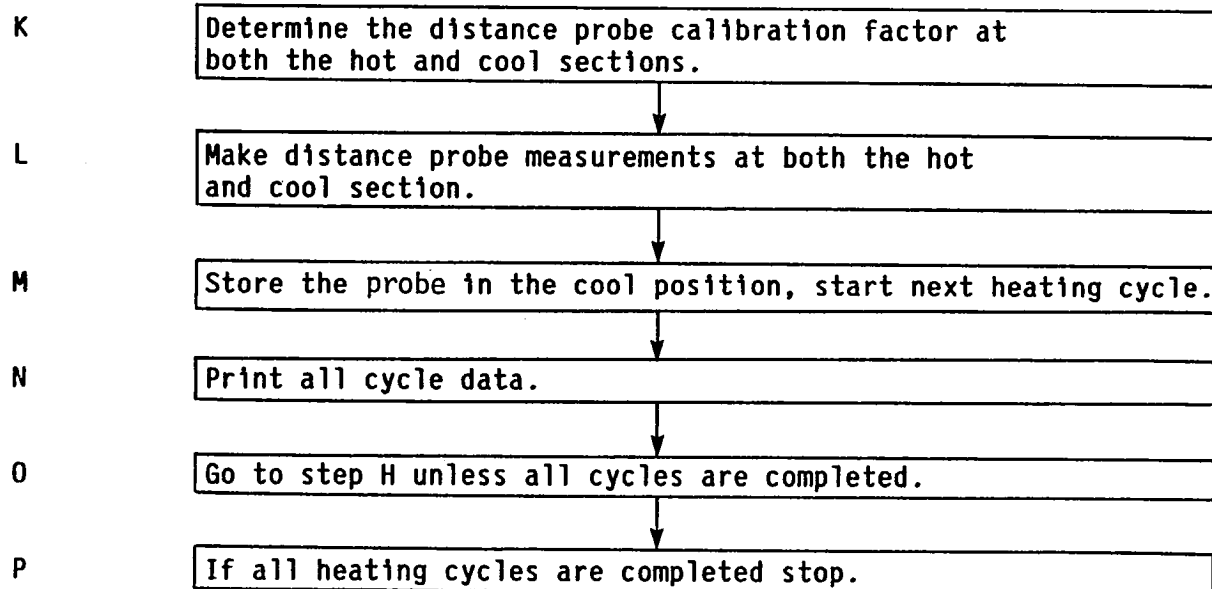 K Determine the distance probe calibration factor at
both the hot and cool sections.
L Make distance probe measurements at both the hot
and cool section.
M Store the probe in the cool position, start next heating cycle.
N Print all cycle data.
O Go to step H unless all cycles are completed.
P If all heating cycles are completed stop.